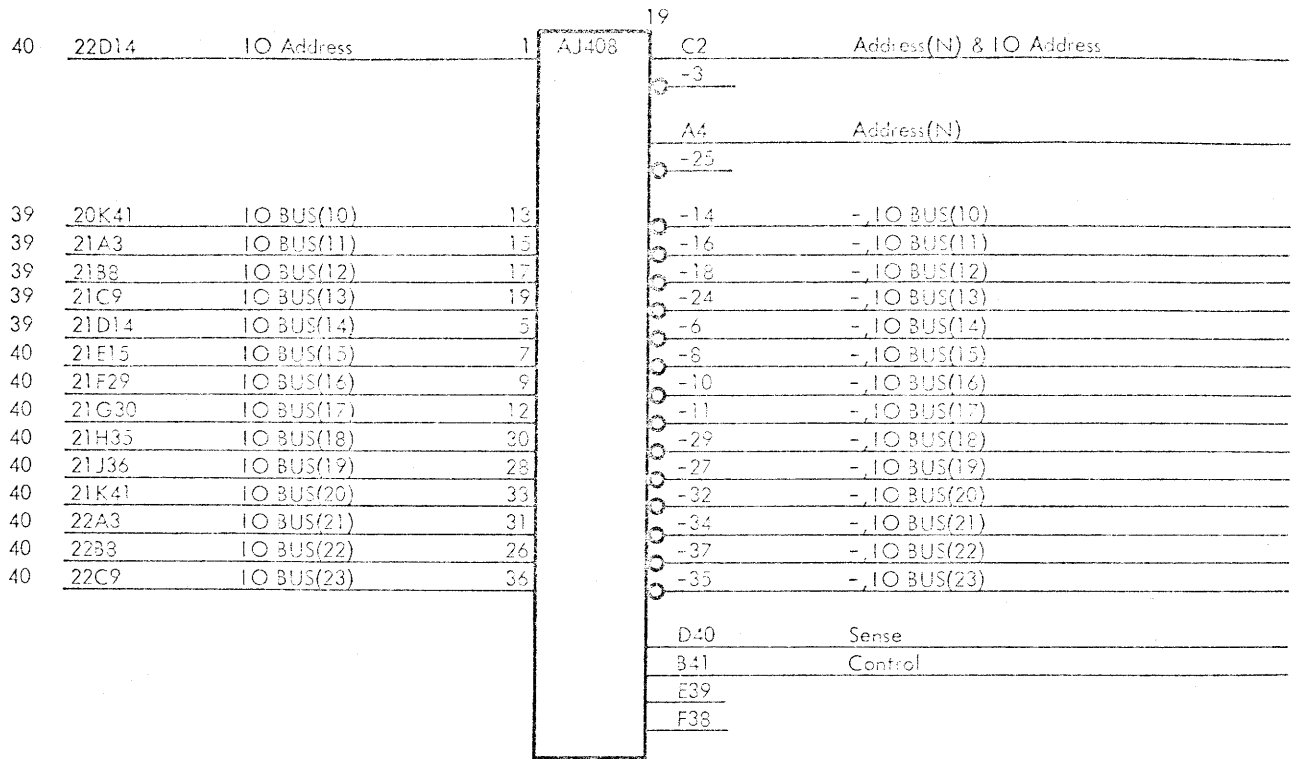 19
40 22D14 IO Address 1 AJ408 C2 Address(N) & IO Address
-3
A4 Address(N)
-25
39 20K41 IO BUS(10) 13 -14 -,IO BUS(10)
39 21A3 IO BUS(11) 15 -16 -,IO BUS(11)
39 21B8 IO BUS(12) 17 -18 -,IO BUS(12)
39 21C9 IO BUS(13) 19 -24 -,IO BUS(13)
39 21D14 IO BUS(14) 5 -6 -,IO BUS(14)
40 21E15 IO BUS(15) 7 -8 -,IO BUS(15)
40 21F29 IO BUS(16) 9 -10 -,IO BUS(16)
40 21G30 IO BUS(17) 12 -11 -,IO BUS(17)
40 21H35 IO BUS(18) 30 -29 -,IO BUS(18)
40 21J36 IO BUS(19) 28 -27 -,IO BUS(19)
40 21K41 IO BUS(20) 33 -32 -,IO BUS(20)
40 22A3 IO BUS(21) 31 -34 -,IO BUS(21)
40 22B8 IO BUS(22) 26 -37 -,IO BUS(22)
40 22C9 IO BUS(23) 36 -35 -,IO BUS(23)
D40 Sense
B41 Control
E39
F38